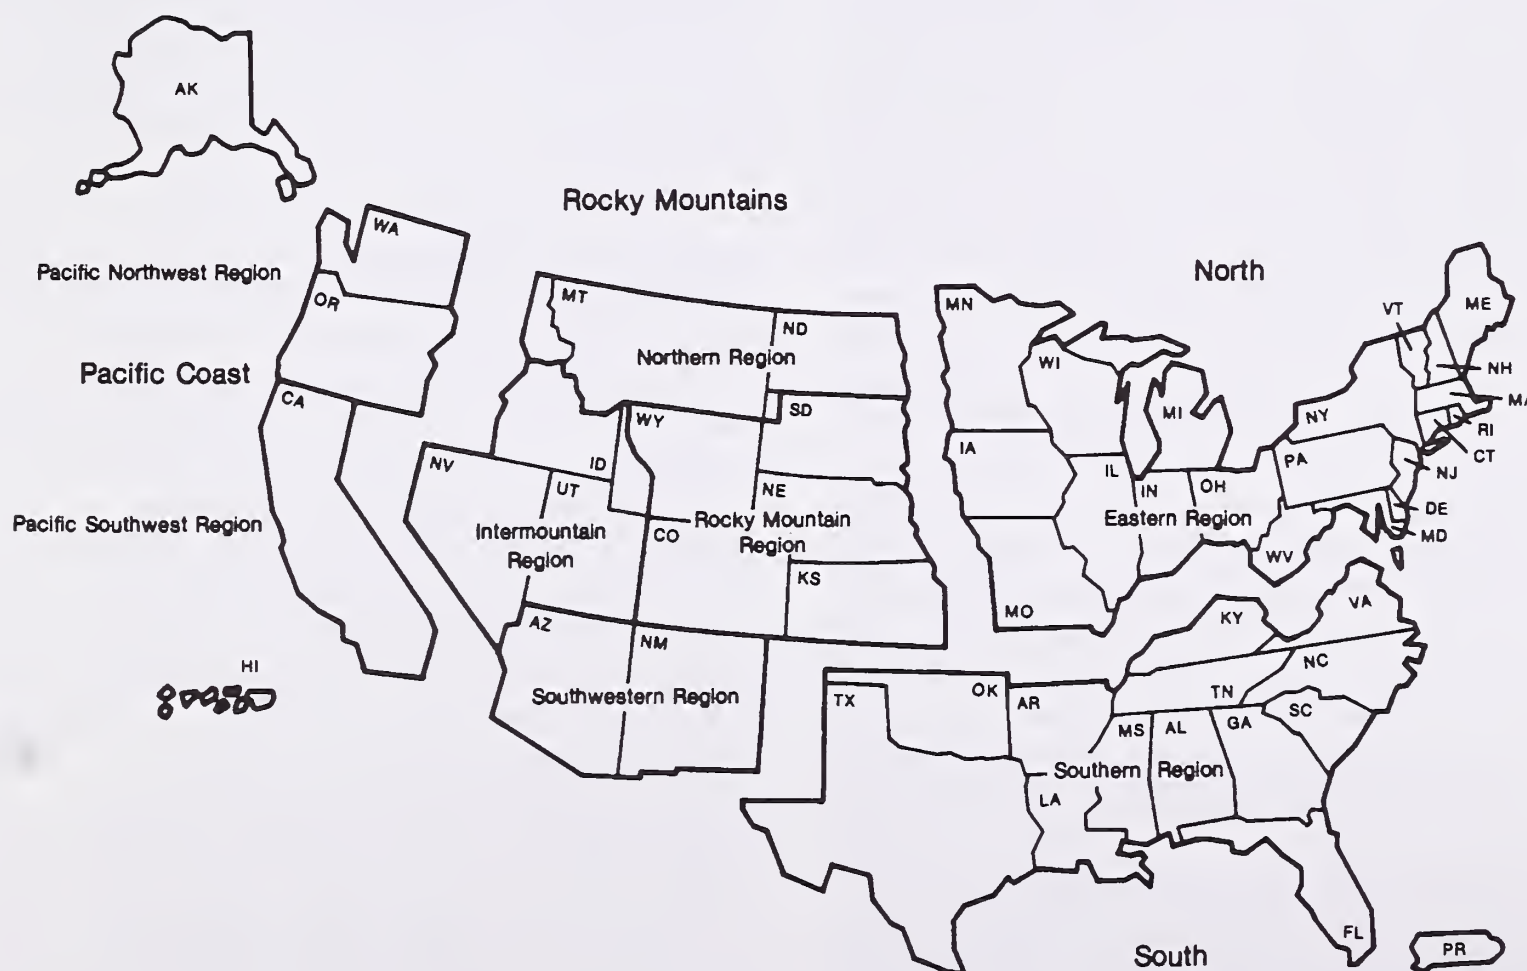 AK
Rocky Mountains
WA
North
Pacific Northwest Region
MT
OR
MN
VT
ME
ND
Northern Region
WI
Pacific Coast
NH
CA
MA
SD
MI
WY
NY
RI
IA
CT
NV
ID
IL
PA
NJ
UT
NE
IN
OH
DE
Pacific Southwest Region
Rocky Mountain
Region
Eastern Region
Intermountain
Region
CO
MD
WV
KS
VA
MO
KY
AZ
NM
HI
NC
Southwestern Region
OK
TN
TX
AR
SC
GA
MS
AL
Southern Region
LA
FL
South
PR